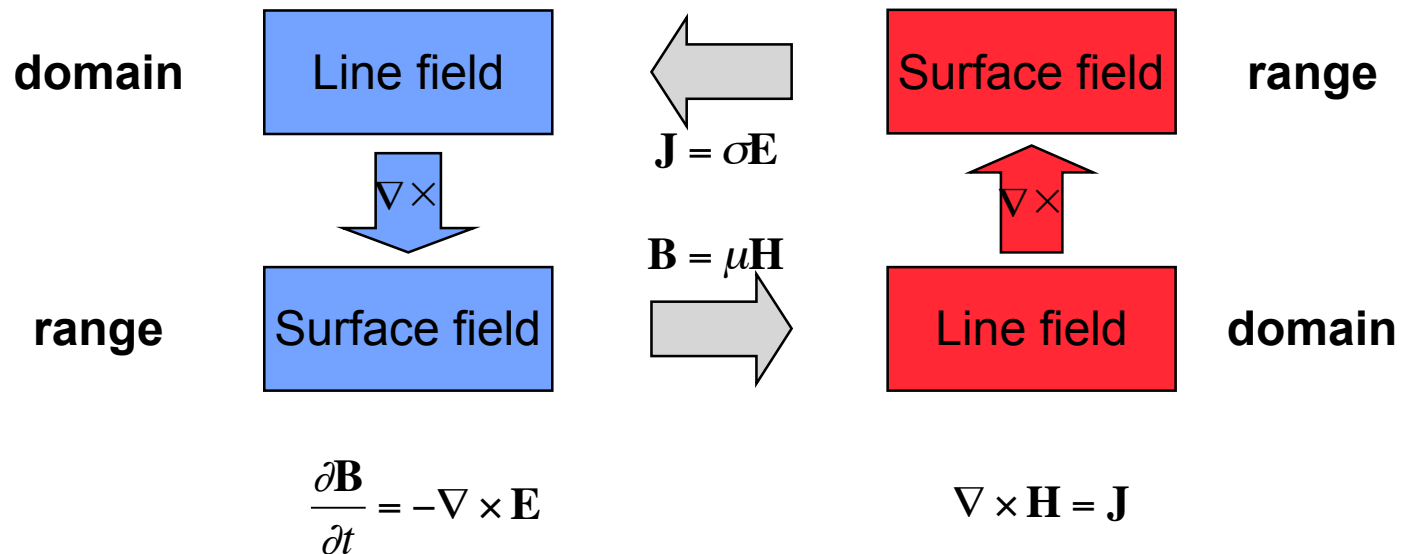 domain Line field Surface field range
𝐉 = σ𝐄
∇× ∇×
𝐁 = μ𝐇
range Surface field Line field domain
∂𝐁/∂t = −∇ × 𝐄 ∇ × 𝐇 = 𝐉